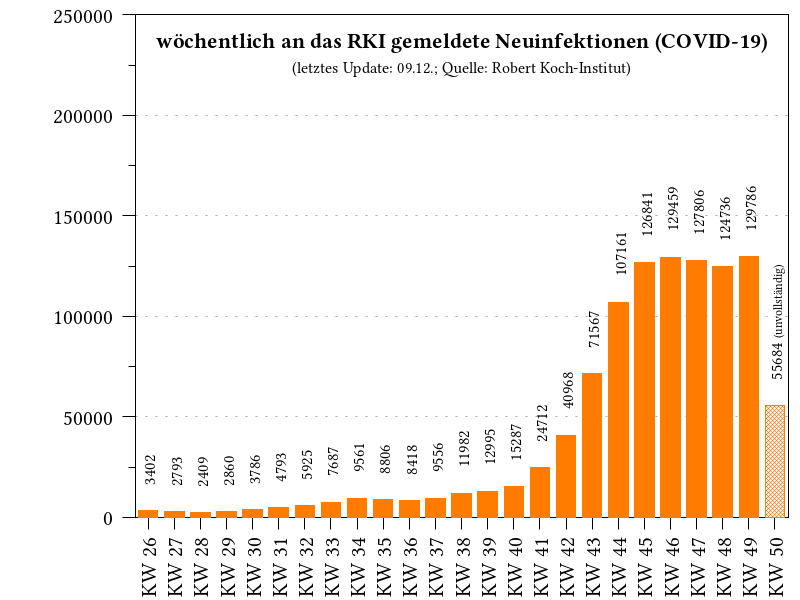 wöchentlich an das RKI gemeldete Neuinfektionen (COVID-19)
(letztes Update: 09.12.; Quelle: Robert Koch-Institut)
250000
200000
150000
100000
50000
0
3402
2793
2409
2860
3786
4793
5925
7687
9561
8806
8418
9556
11982
12995
15287
24712
40968
71567
107161
126841
129459
127806
124736
129786
55684 (unvollständig)
KW 26
KW 27
KW 28
KW 29
KW 30
KW 31
KW 32
KW 33
KW 34
KW 35
KW 36
KW 37
KW 38
KW 39
KW 40
KW 41
KW 42
KW 43
KW 44
KW 45
KW 46
KW 47
KW 48
KW 49
KW 50